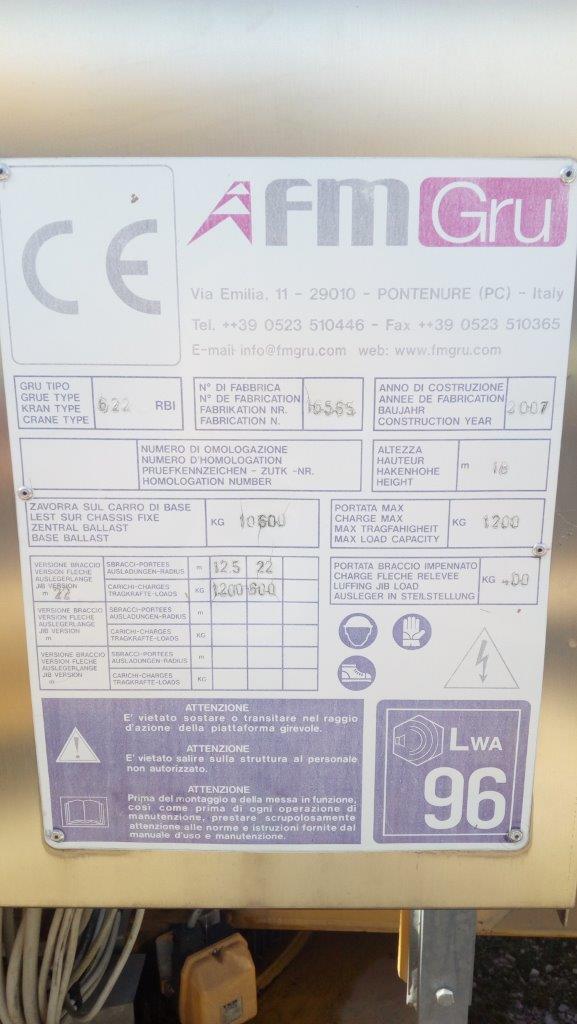 CE
FM Gru
Via Emilia, 11 - 29010 - PONTENURE (PC) - Italy
Tel. ++39 0523 510446 - Fax ++39 0523 510365
E-mail info@fmgru.com web: www.fmgru.com
GRU TIPO
GRUE TYPE
KRAN TYPE
CRANE TYPE
6/22 RBI
N° DI FABBRICA
N° DE FABRICATION
FABRIKATION NR.
FABRICATION N.
16565
ANNO DI COSTRUZIONE
ANNEE DE FABRICATION
BAUJAHR
CONSTRUCTION YEAR
2007
NUMERO DI OMOLOGAZIONE
NUMERO D'HOMOLOGATION
PRUEFKENNZEICHEN - ZUTK -NR.
HOMOLOGATION NUMBER
ALTEZZA
HAUTEUR
HAKENHOHE
HEIGHT
m 18
ZAVORRA SUL CARRO DI BASE
LEST SUR CHASSIS FIXE
ZENTRAL BALLAST
BASE BALLAST
KG 10600
PORTATA MAX
CHARGE MAX
MAX TRAGFAHIGHEIT
MAX LOAD CAPACITY
KG 1200
VERSIONE BRACCIO
VERSION FLECHE
AUSLEGERLANGE
JIB VERSION
m 22
SBRACCI-PORTEES
AUSLADUNGEN-RADIUS
m 12.5 22
CARICHI-CHARGES
TRAGKRAFTE-LOADS
KG 1200 600
PORTATA BRACCIO IMPENNATO
CHARGE FLECHE RELEVEE
LUFFING JIB LOAD
AUSLEGER IN STEILSTELLUNG
KG 400
VERSIONE BRACCIO
VERSION FLECHE
AUSLEGERLANGE
JIB VERSION
m
SBRACCI-PORTEES
AUSLADUNGEN-RADIUS
m
CARICHI-CHARGES
TRAGKRAFTE-LOADS
KG
VERSIONE BRACCIO
VERSION FLECHE
AUSLEGERLANGE
JIB VERSION
m
SBRACCI-PORTEES
AUSLADUNGEN-RADIUS
m
CARICHI-CHARGES
TRAGKRAFTE-LOADS
KG
ATTENZIONE
E' vietato sostare o transitare nel raggio
d'azione della piattaforma girevole.
ATTENZIONE
E' vietato salire sulla struttura al personale
non autorizzato.
ATTENZIONE
Prima del montaggio e della messa in funzione,
così come prima di ogni operazione di
manutenzione, prestare scrupolosamente
attenzione alle norme e istruzioni fornite dal
manuale d'uso e manutenzione.
LWA
96